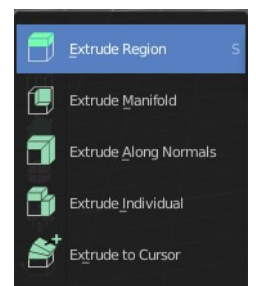 Extrude Region S
Extrude Manifold
Extrude Along Normals
Extrude Individual
Extrude to Cursor